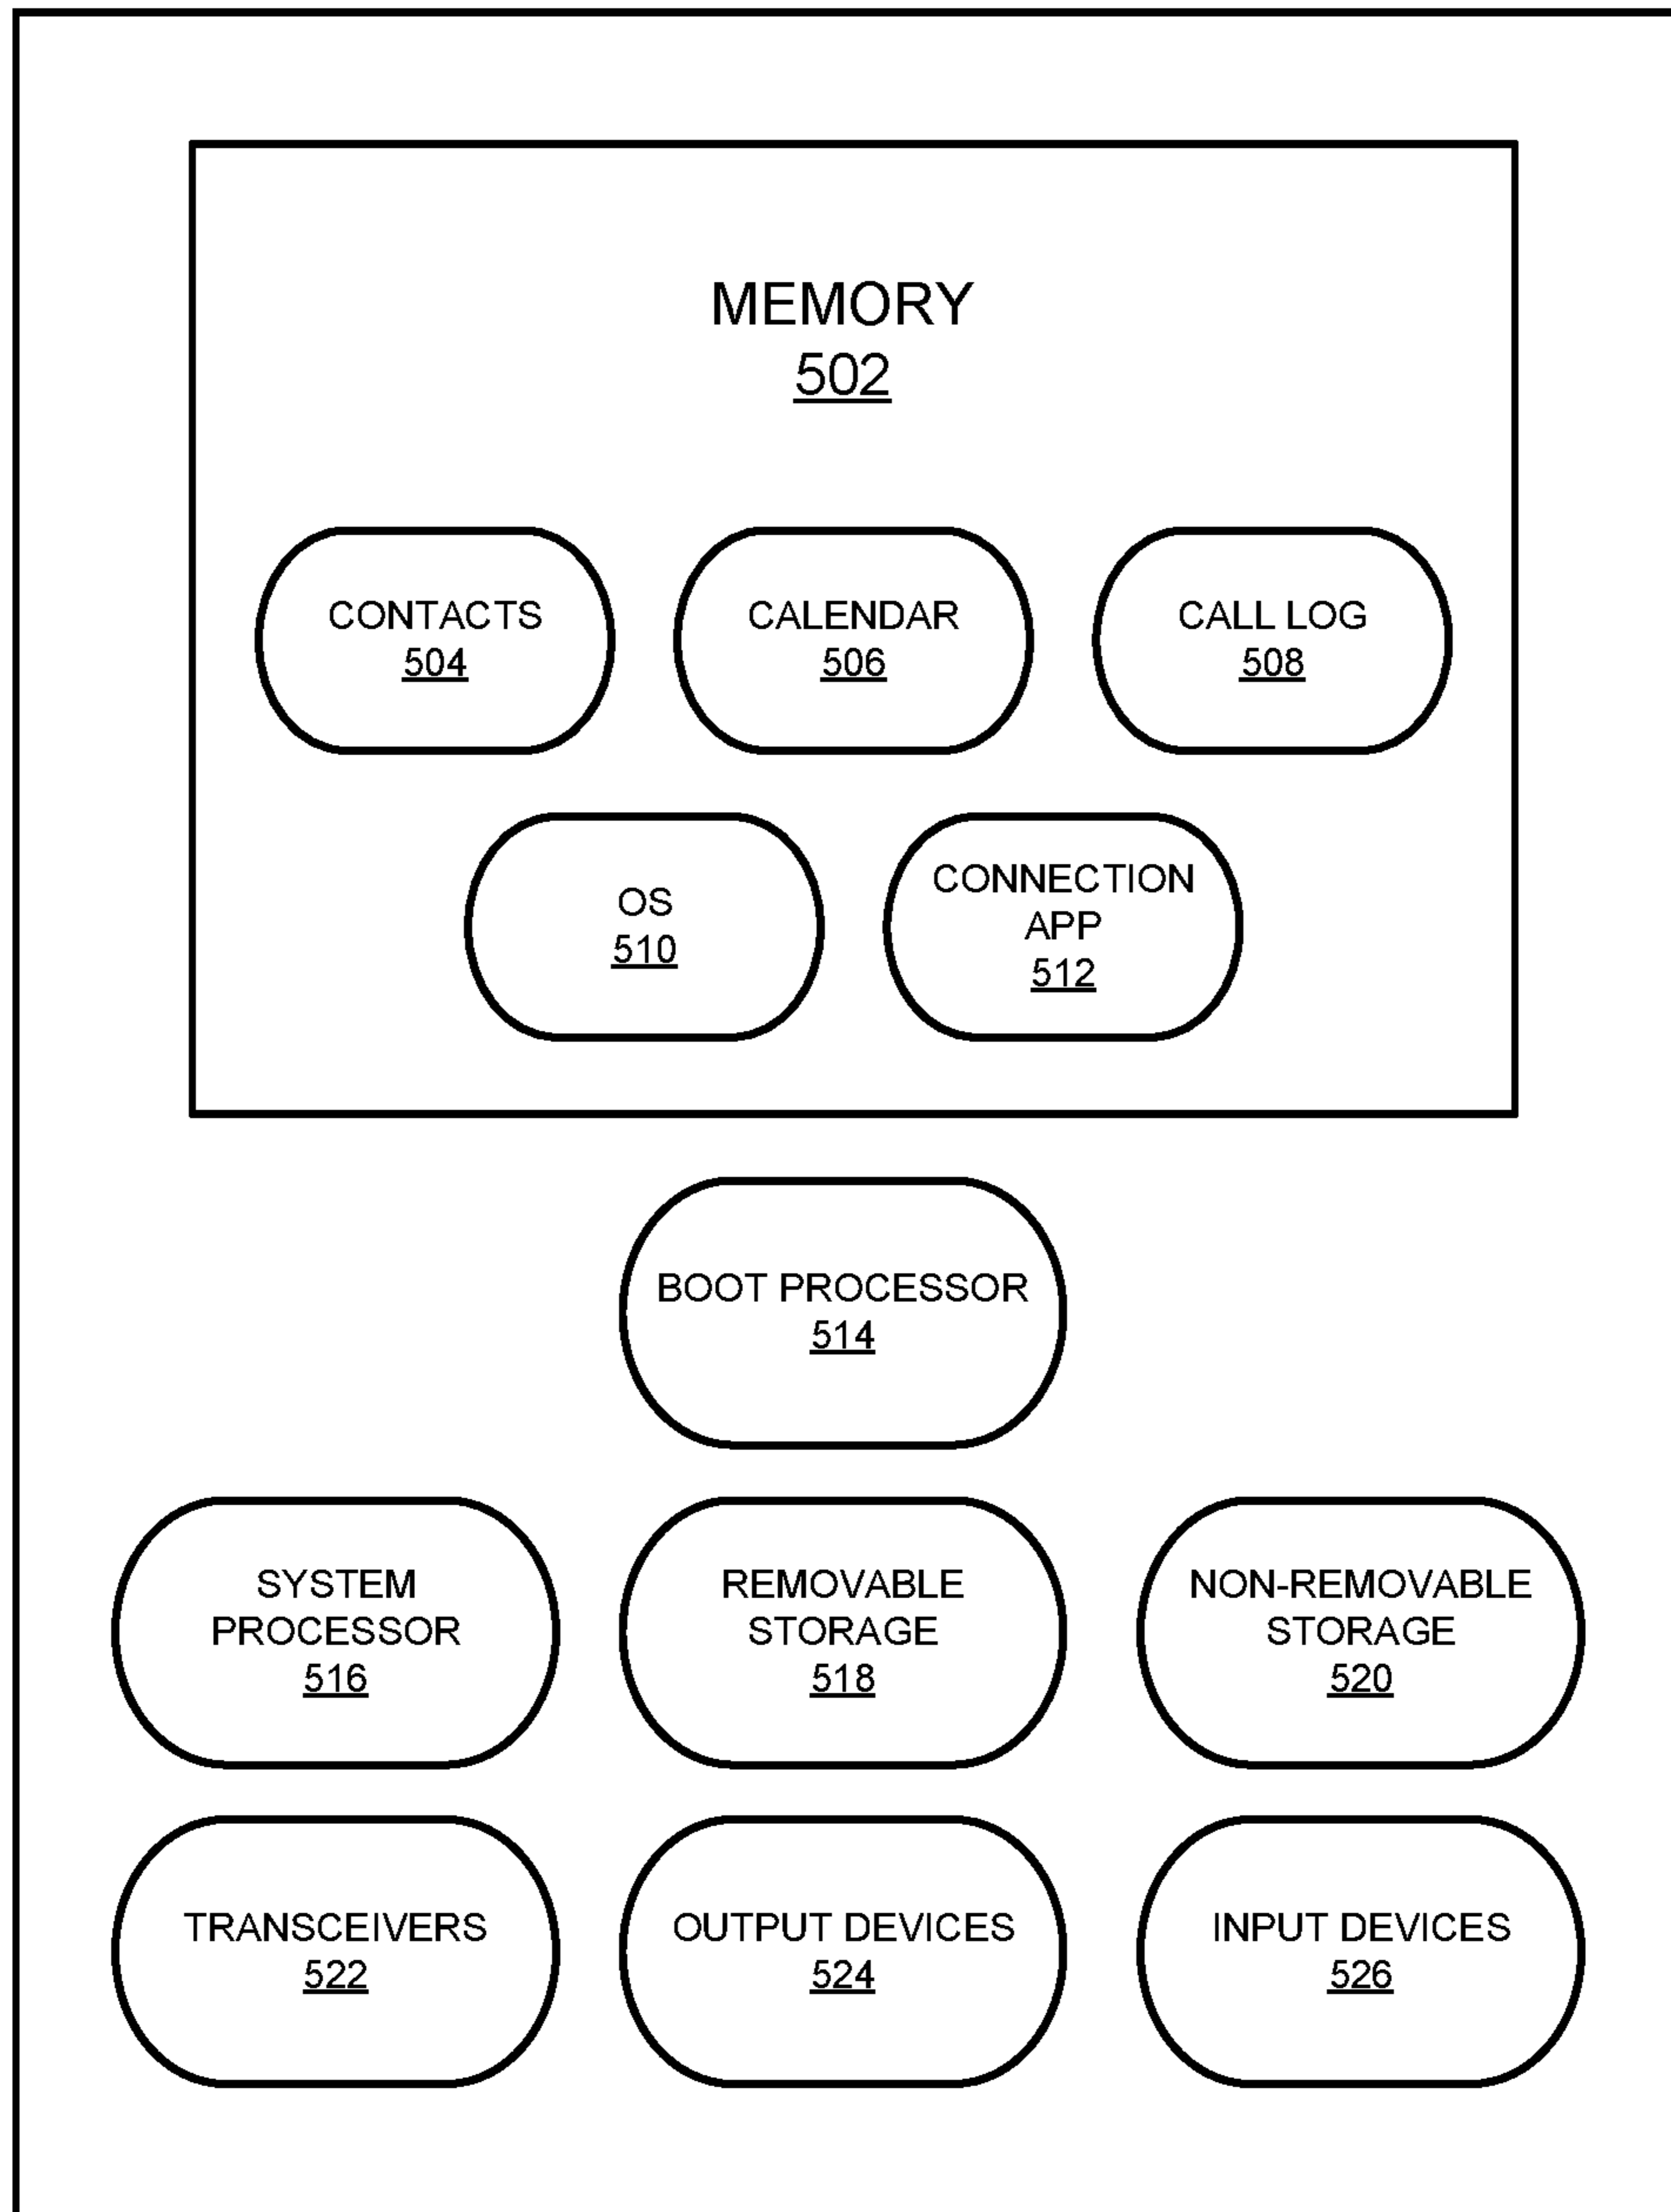 MEMORY
502
CONTACTS
504
CALENDAR
506
CALL LOG
508
OS
510
CONNECTION
APP
512
BOOT PROCESSOR
514
SYSTEM
PROCESSOR
516
REMOVABLE
STORAGE
518
NON-REMOVABLE
STORAGE
520
TRANSCEIVERS
522
OUTPUT DEVICES
524
INPUT DEVICES
526